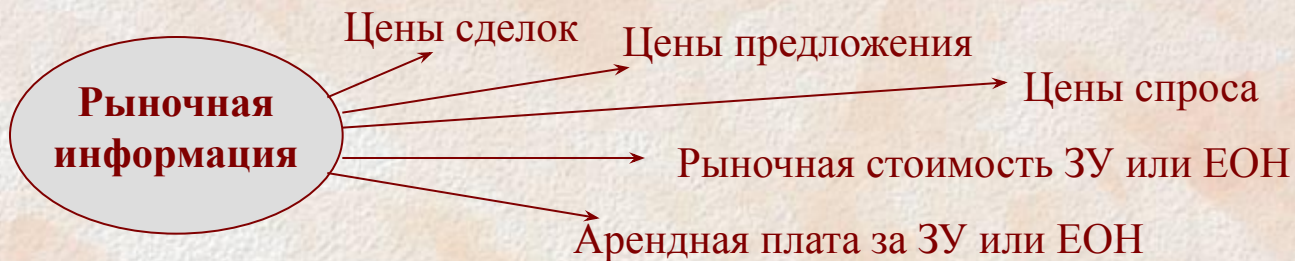 Цены сделок
Цены предложения
Цены спроса
Рыночная
информация
Рыночная стоимость ЗУ или ЕОН
Арендная плата за ЗУ или ЕОН